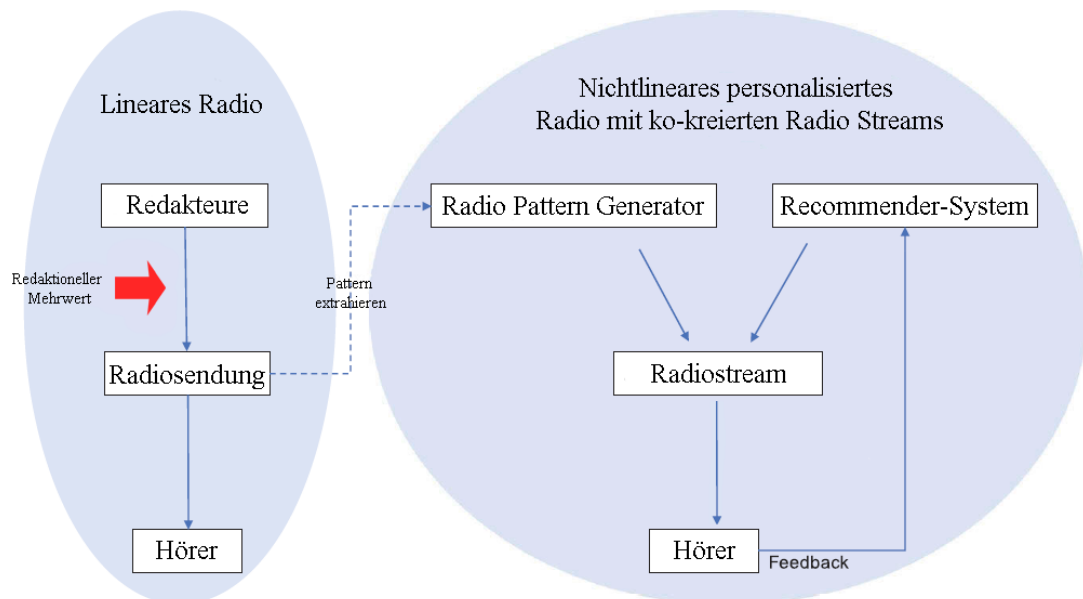 Lineares Radio
Redakteure
Redaktioneller
Mehrwert
Radiosendung
Hörer
Pattern
extrahieren
Nichtlineares personalisiertes
Radio mit ko-kreierten Radio Streams
Radio Pattern Generator
Recommender-System
Radiostream
Hörer
Feedback